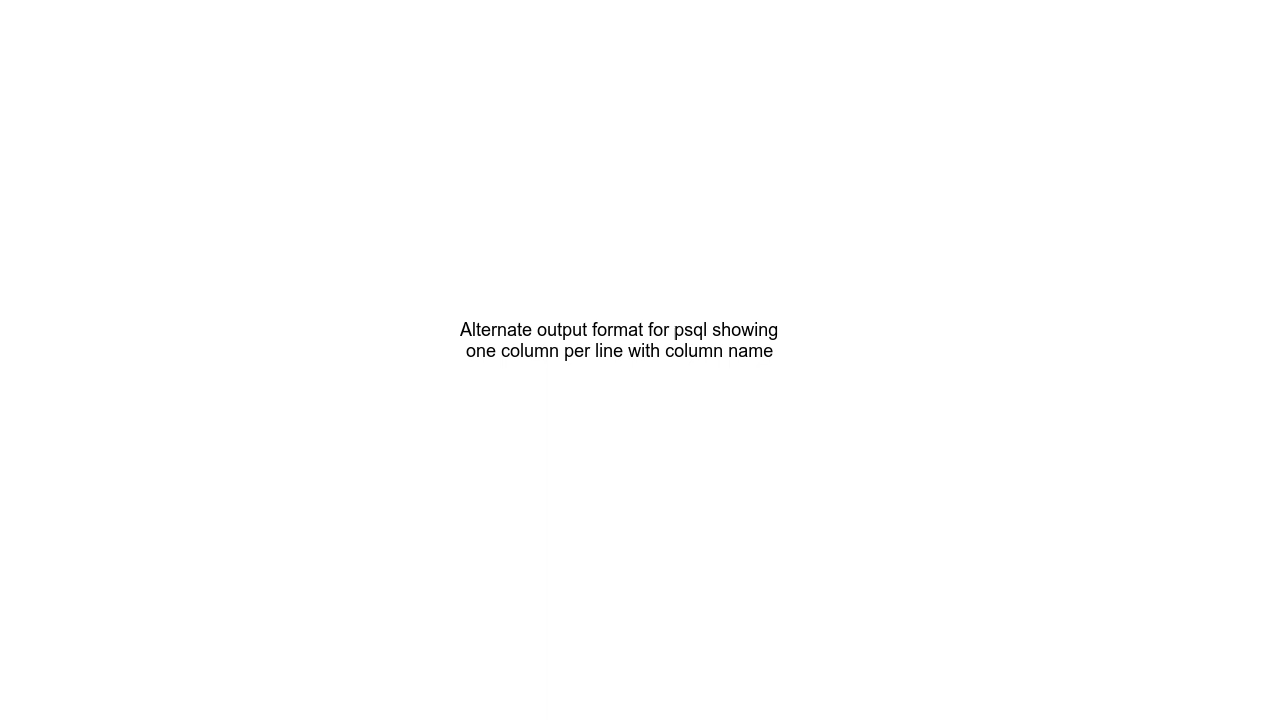 Alternate output format for psql showing
one column per line with column name